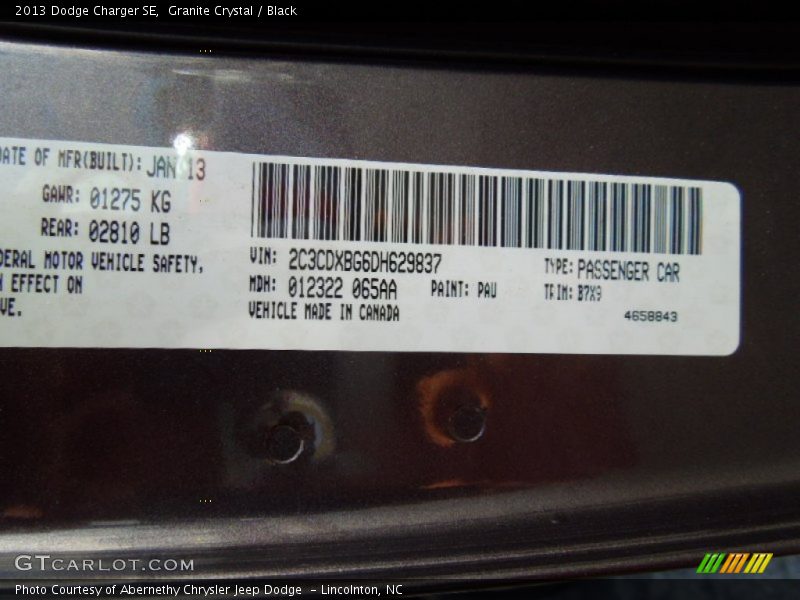 2013 Dodge Charger SE,  Granite Crystal / Black
DATE OF MFR(BUILT): JAN 13
GAWR: 01275 KG
REAR: 02810 LB
DERAL MOTOR VEHICLE SAFETY,
EFFECT ON
VE.
VIN: 2C3CDXBG6DH629837
TYPE: PASSENGER CAR
MDH: 012322 065AA
PAINT: PAU
TRIM: B7X9
VEHICLE MADE IN CANADA
4658843
GTCARLOT.COM
Photo Courtesy of Abernethy Chrysler Jeep Dodge  - Lincolnton, NC